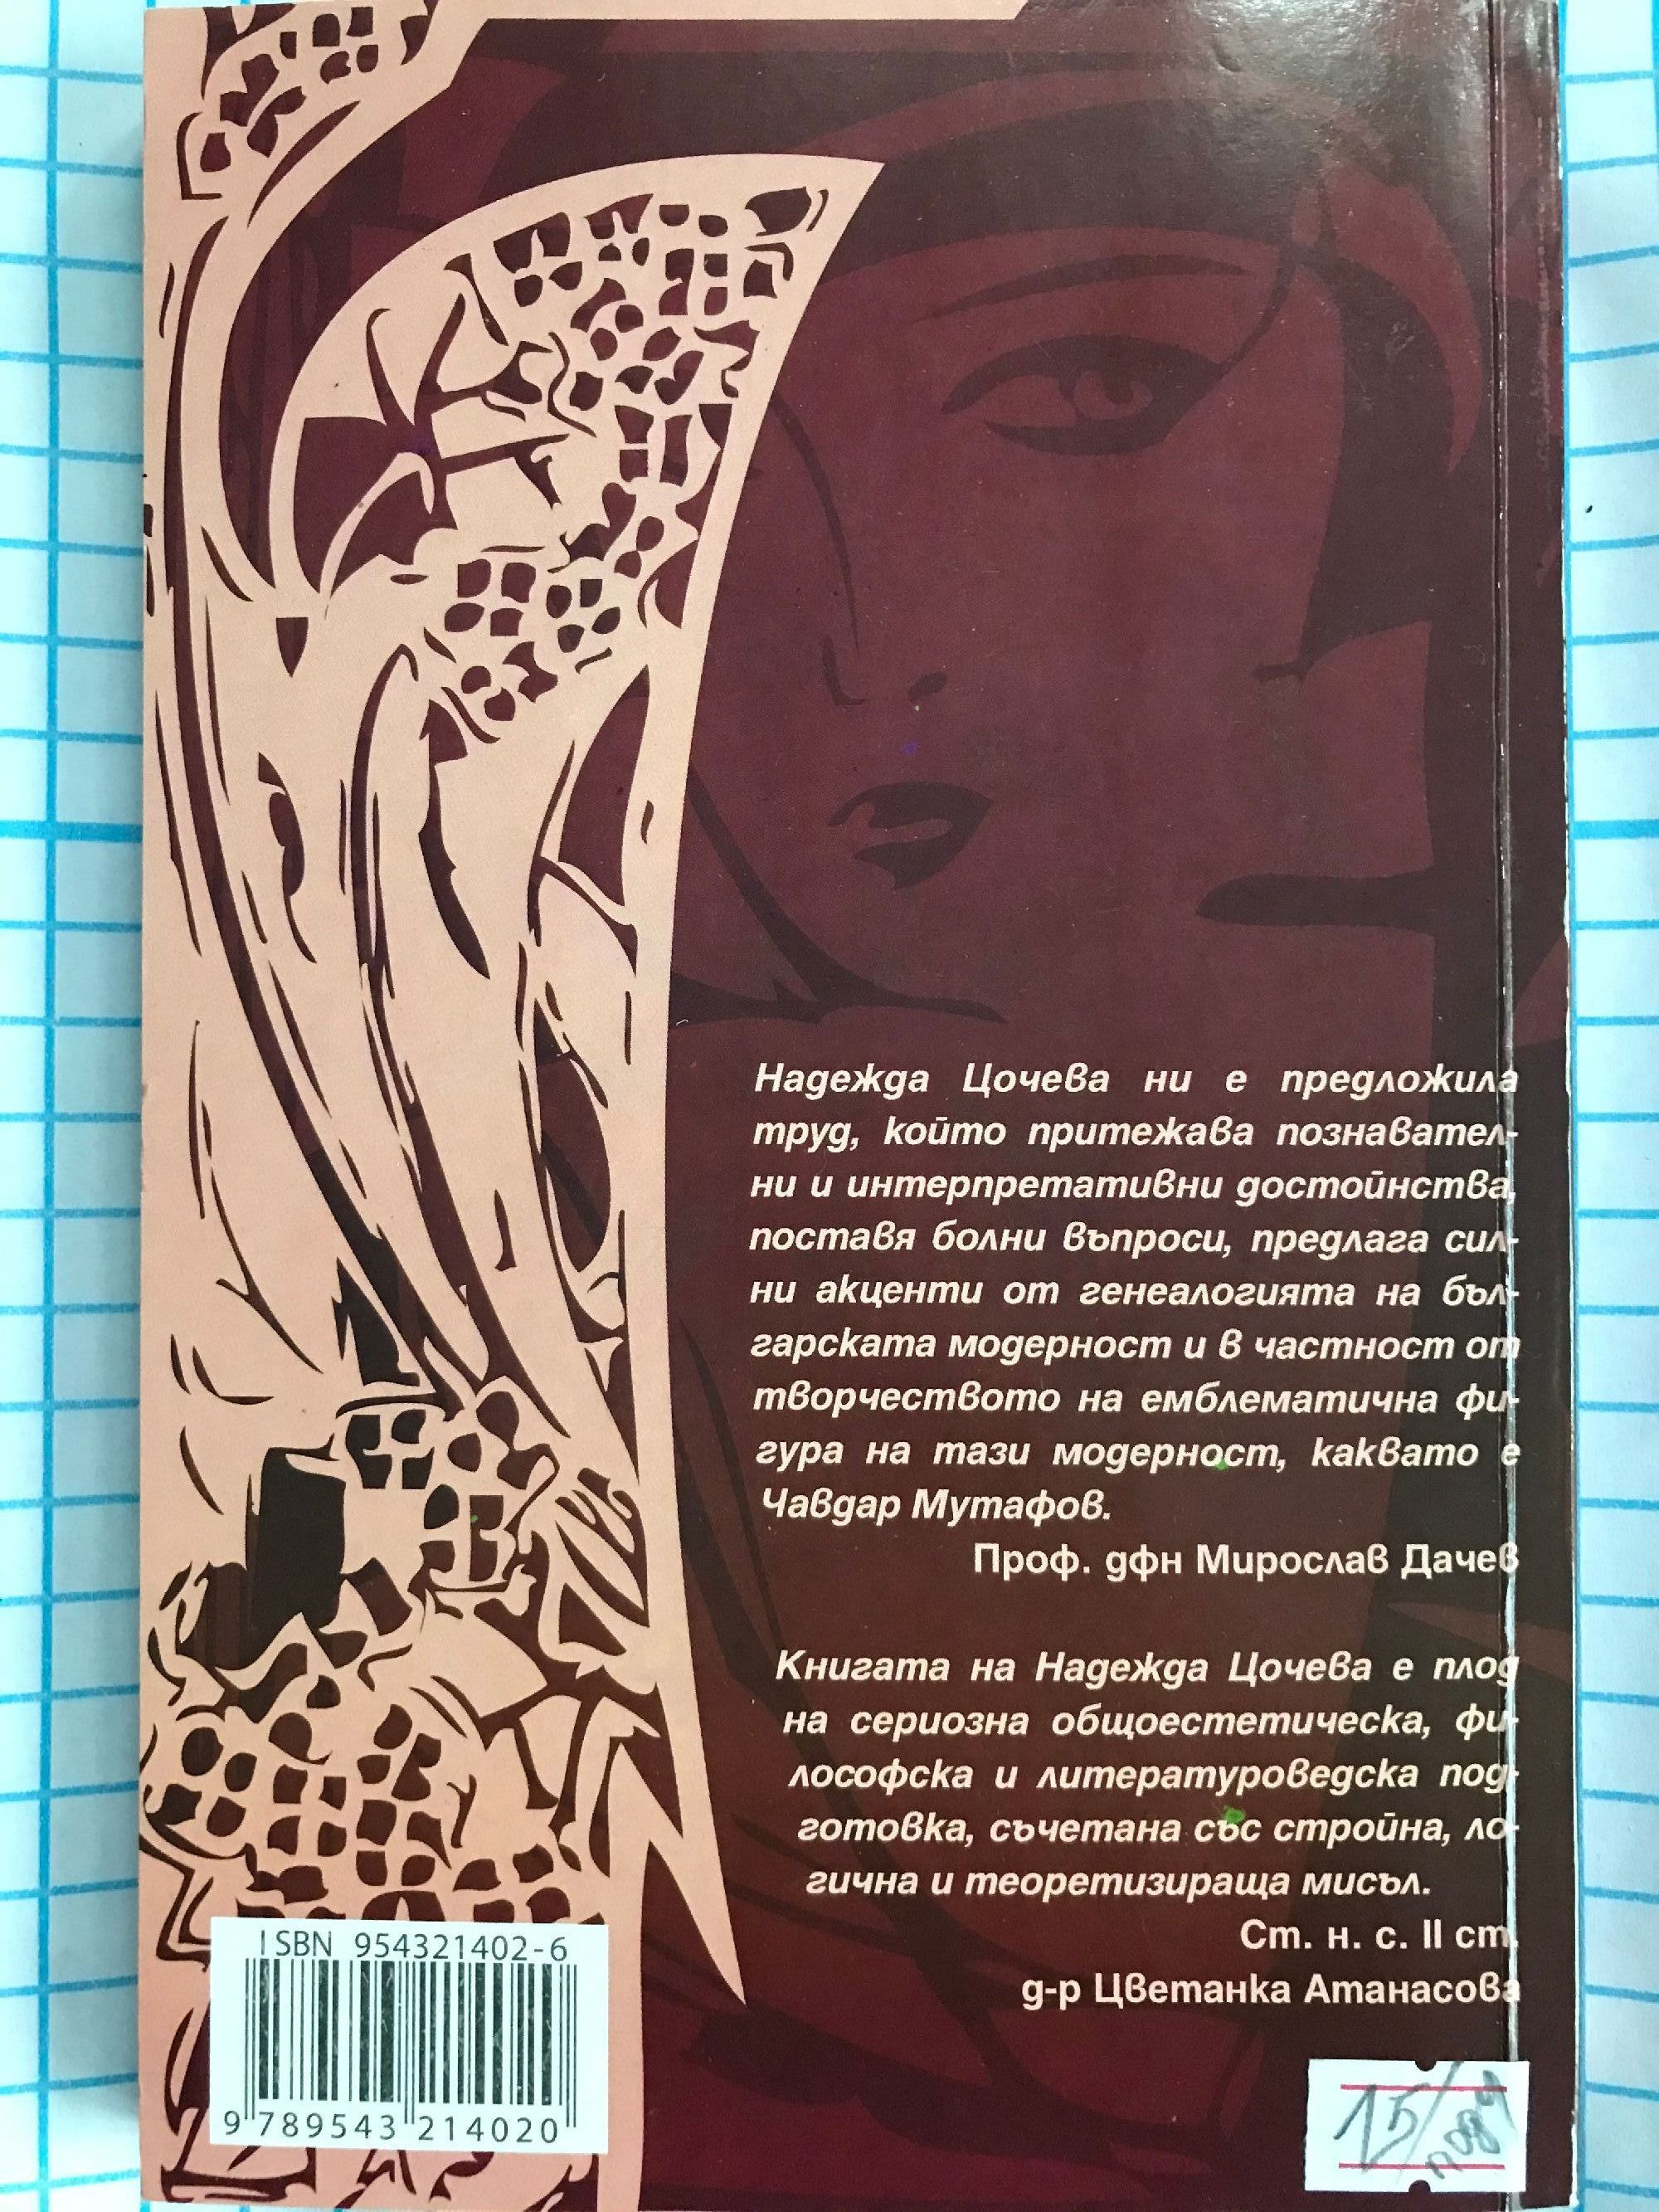 Надежда Цочева ни е предложила
труд, който притежава познавател-
ни и интерпретативни достойнства,
поставя болни въпроси, предлага сил-
ни акценти от генеалогията на бъл-
гарската модерност и в частност от
творчеството на емблематична фи-
гура на тази модерност, каквато е
Чавдар Мутафов.
Проф. дфн Мирослав Дачев
Книгата на Надежда Цочева е плод
на сериозна общоестетическа, фи-
лософска и литературоведска под-
готовка, съчетана със стройна, ло-
гична и теоретизираща мисъл.
Ст. н. с. II ст.
д-р Цветанка Атанасова
ISBN 954321402-6
9 789543 214020
15/